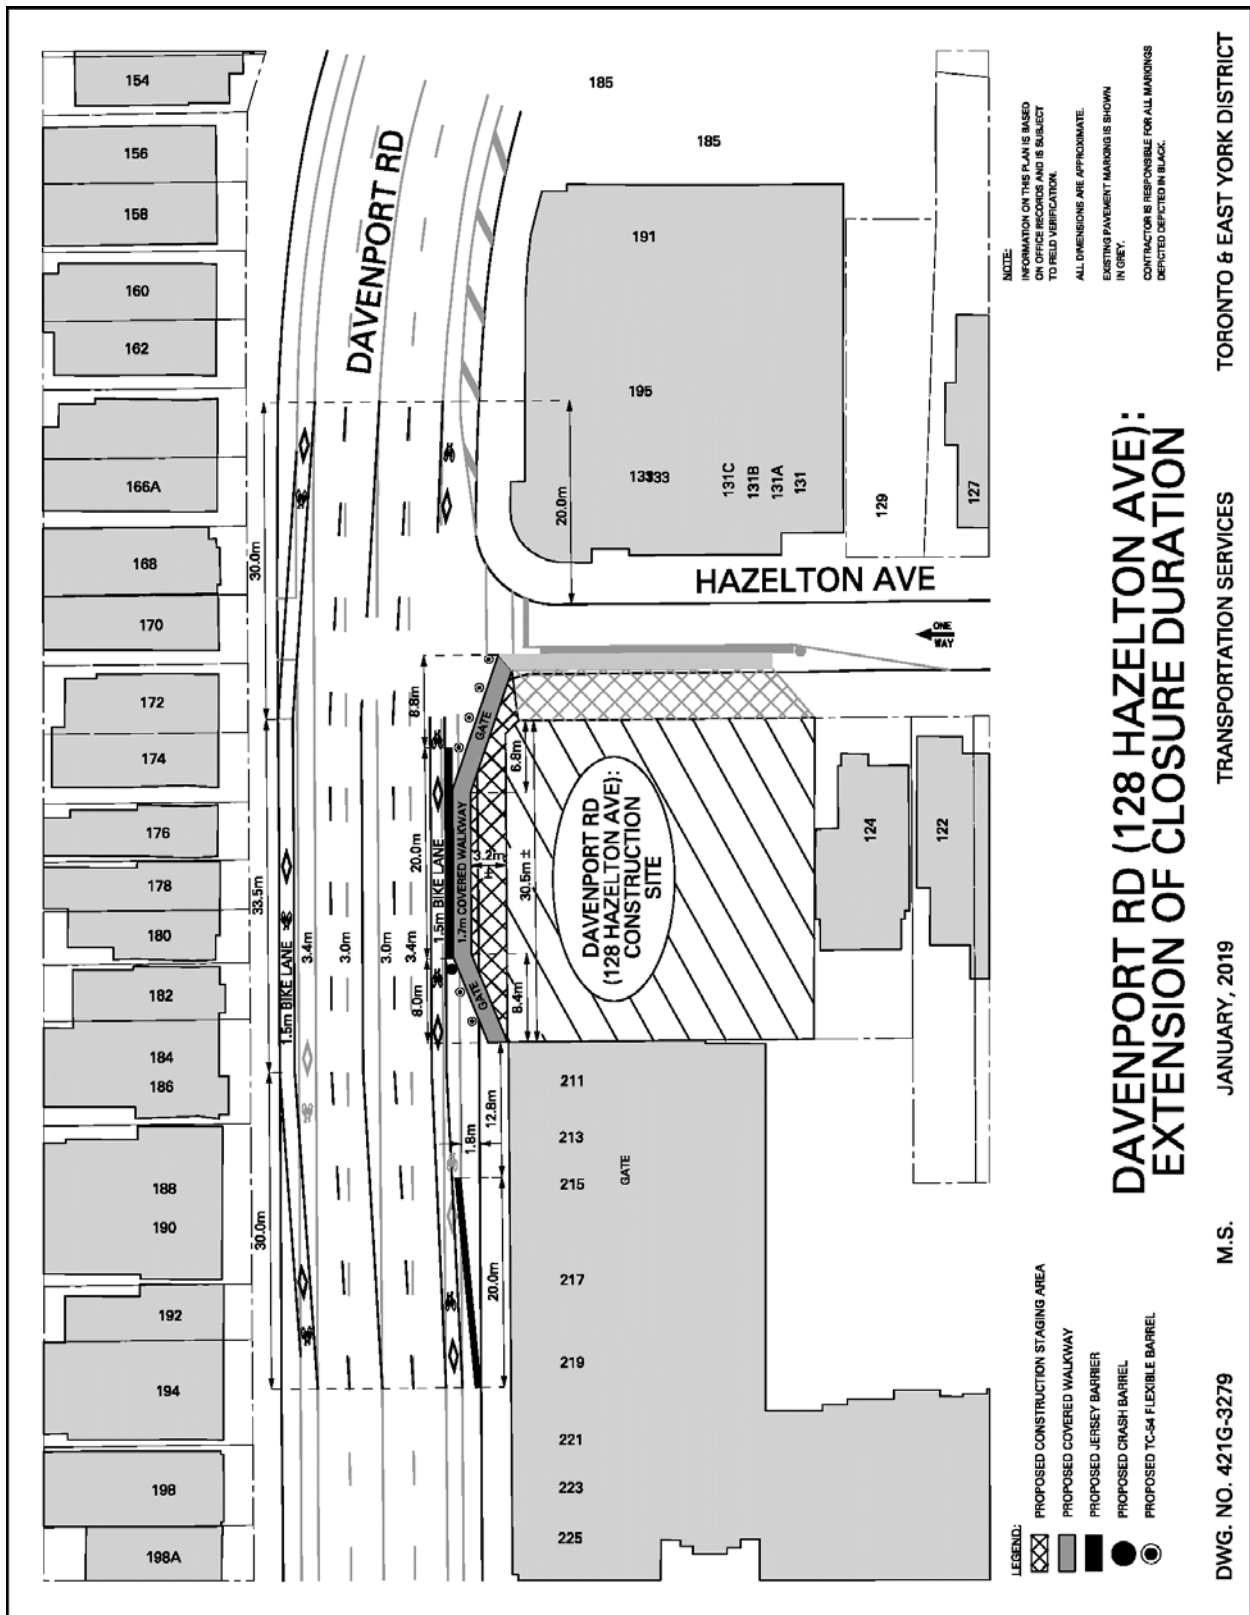 154
156
158
160
162
166A
168
170
172
174
176
178
180
182
184
186
188
190
192
194
198
198A
DAVENPORT RD
185
185
191
195
133
131C
131B
131A
131
129
127
HAZELTON AVE
ONE
WAY
30.0m
33.5m
30.0m
20.0m
8.8m
20.0m
8.0m
1.5m BIKE LANE
3.4m
3.0m
3.0m
3.4m
1.5m BIKE LANE
1.7m COVERED WALKWAY
GATE
GATE
3.2m
±
6.8m
30.5m ±
8.4m
12.8m
1.8m
20.0m
DAVENPORT RD
(128 HAZELTON AVE):
CONSTRUCTION
SITE
124
122
211
213
215
GATE
217
219
221
223
225
NOTE:
INFORMATION ON THIS PLAN IS BASED
ON OFFICE RECORDS AND IS SUBJECT
TO FIELD VERIFICATION.
ALL DIMENSIONS ARE APPROXIMATE.
EXISTING PAVEMENT MARKING IS SHOWN
IN GREY.
CONTRACTOR IS RESPONSIBLE FOR ALL MARKINGS
DEPICTED DEPICTED IN BLACK.
LEGEND:
PROPOSED CONSTRUCTION STAGING AREA
PROPOSED COVERED WALKWAY
PROPOSED JERSEY BARRIER
PROPOSED CRASH BARREL
PROPOSED TC-54 FLEXIBLE BARREL
DAVENPORT RD (128 HAZELTON AVE):
EXTENSION OF CLOSURE DURATION
DWG. NO. 421G-3279
M.S.
JANUARY, 2019
TRANSPORTATION SERVICES
TORONTO & EAST YORK DISTRICT